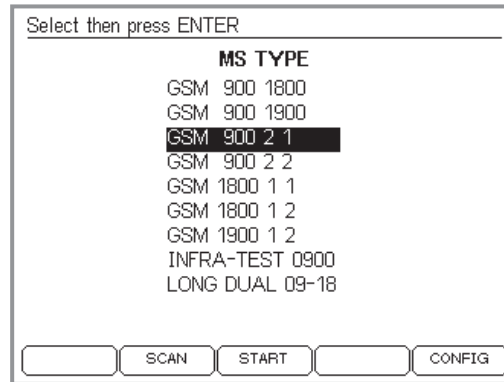 Select then press ENTER
MS TYPE
GSM 900 1800
GSM 900 1900
GSM 900 2 1
GSM 900 2 2
GSM 1800 1 1
GSM 1800 1 2
GSM 1900 1 2
INFRA-TEST 0900
LONG DUAL 09-18
SCAN START CONFIG